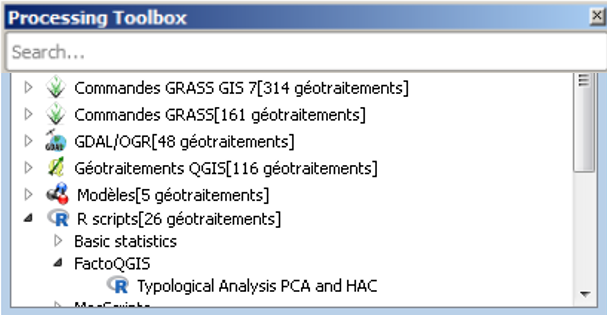 Processing Toolbox
Search...
Commandes GRASS GIS 7[314 géotraitements]
Commandes GRASS[161 géotraitements]
GDAL/OGR[48 géotraitements]
Géotraitements QGIS[116 géotraitements]
Modèles[5 géotraitements]
R scripts[26 géotraitements]
Basic statistics
FactoQGIS
Typological Analysis PCA and HAC